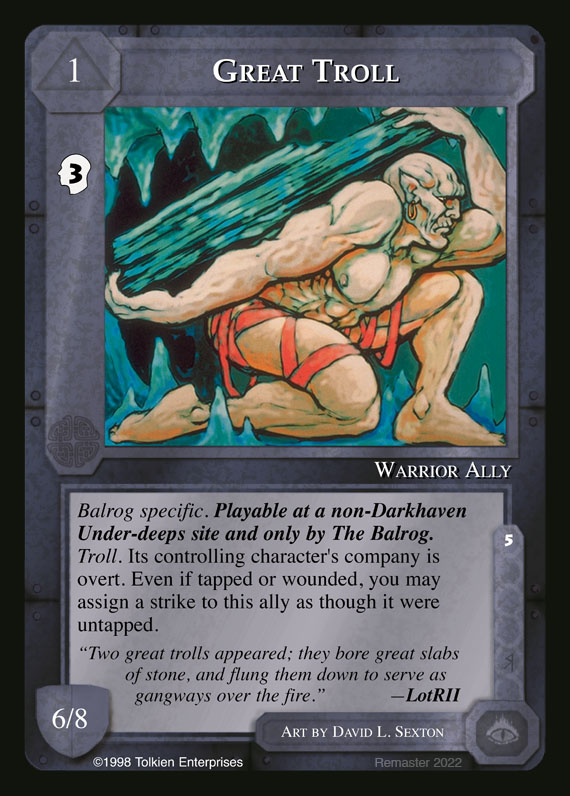 1
GREAT TROLL
3
WARRIOR ALLY
Balrog specific. Playable at a non-Darkhaven
Under-deeps site and only by The Balrog.
Troll. Its controlling character's company is
overt. Even if tapped or wounded, you may
assign a strike to this ally as though it were
untapped.
“Two great trolls appeared; they bore great slabs
of stone, and flung them down to serve as
gangways over the fire.” —LotRII
5
6/8
ART BY DAVID L. SEXTON
©1998 Tolkien Enterprises
Remaster 2022